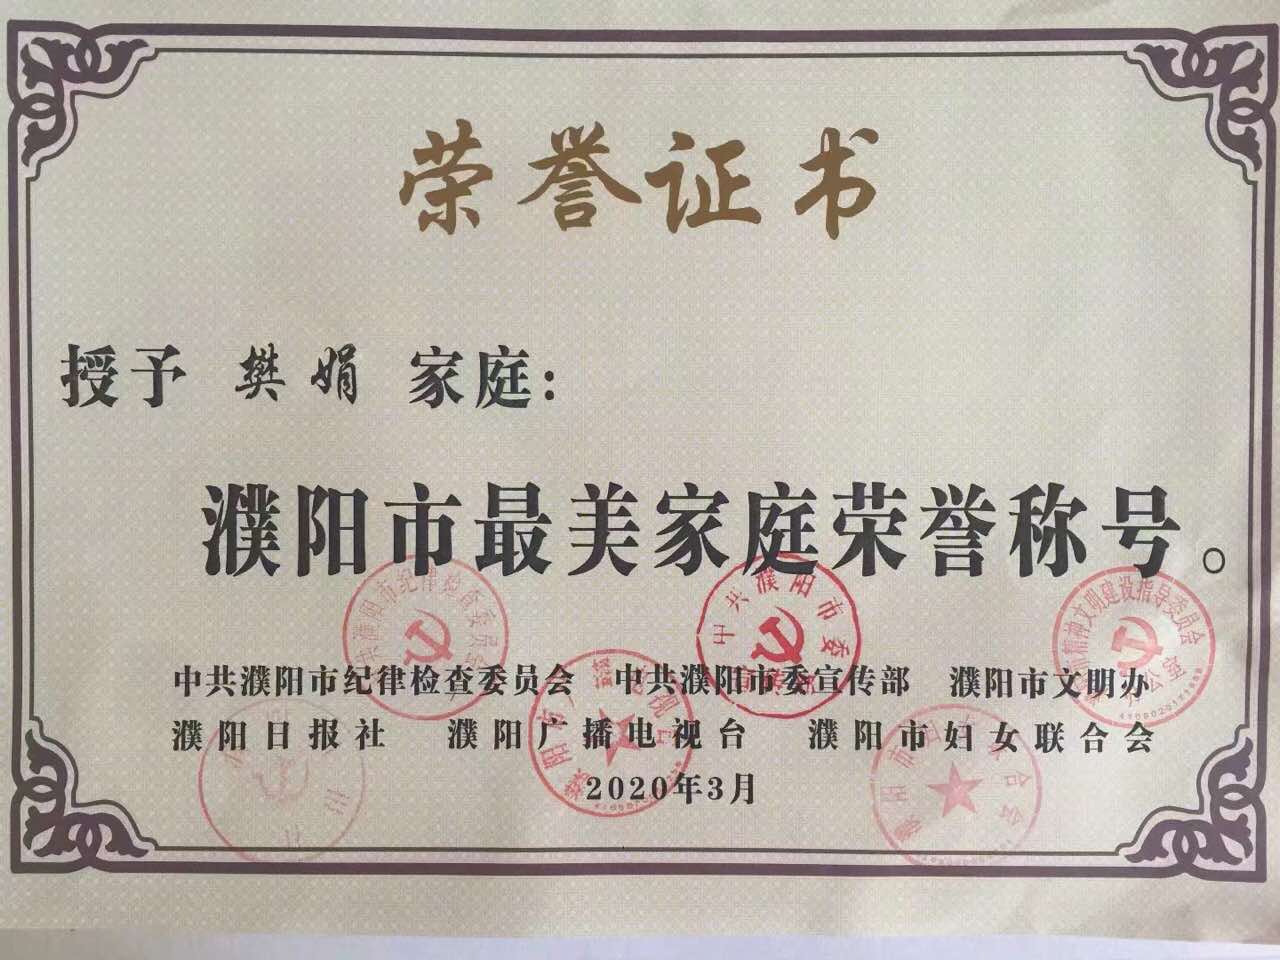 荣誉证书
授予 樊娟 家庭：
濮阳市最美家庭荣誉称号。
中共濮阳市纪律检查委员会 中共濮阳市委宣传部 濮阳市文明办
濮阳日报社 濮阳广播电视台 濮阳市妇女联合会
2020年3月